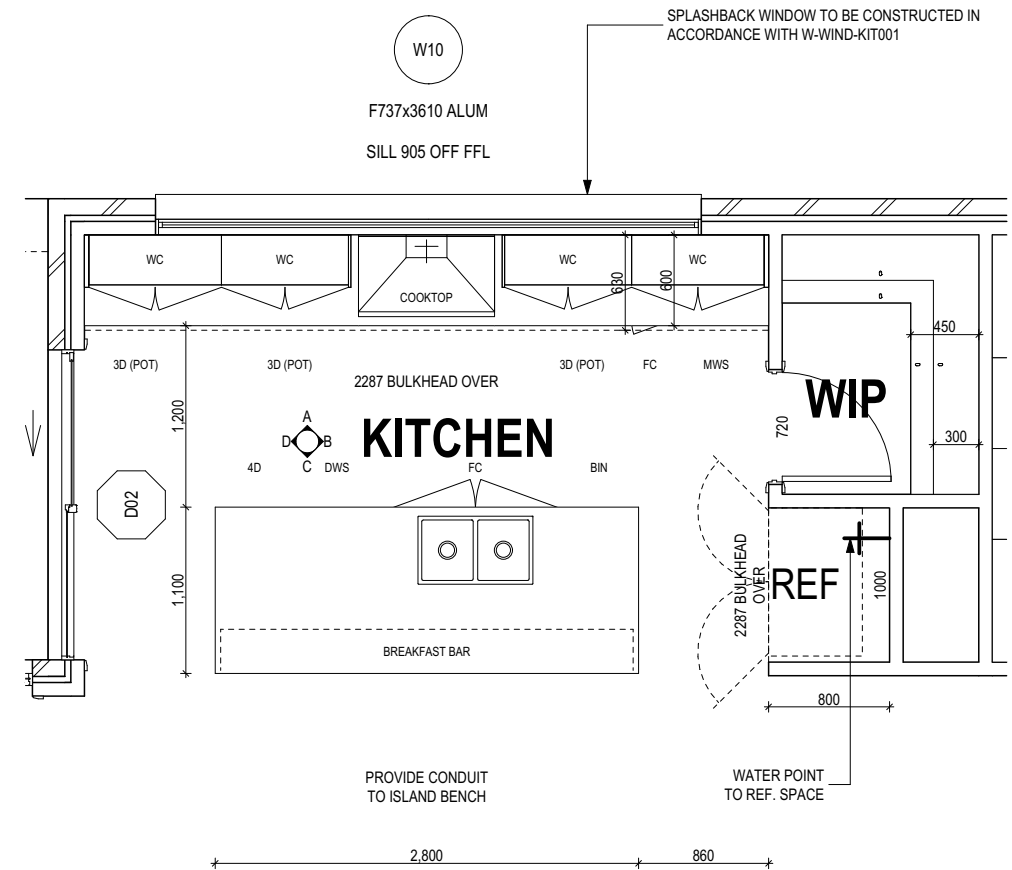 SPLASHBACK WINDOW TO BE CONSTRUCTED IN
ACCORDANCE WITH W-WIND-KIT001
W10
F737x3610 ALUM
SILL 905 OFF FFL
WC
WC
WC
WC
COOKTOP
630
600
450
3D (POT)
3D (POT)
3D (POT)
FC
MWS
2287 BULKHEAD OVER
1,200
KITCHEN
WIP
720
300
A
D
B
C
4D
DWS
FC
BIN
D02
2287 BULKHEAD
OVER
REF
1000
1,100
BREAKFAST BAR
800
PROVIDE CONDUIT
TO ISLAND BENCH
WATER POINT
TO REF. SPACE
2,800
860